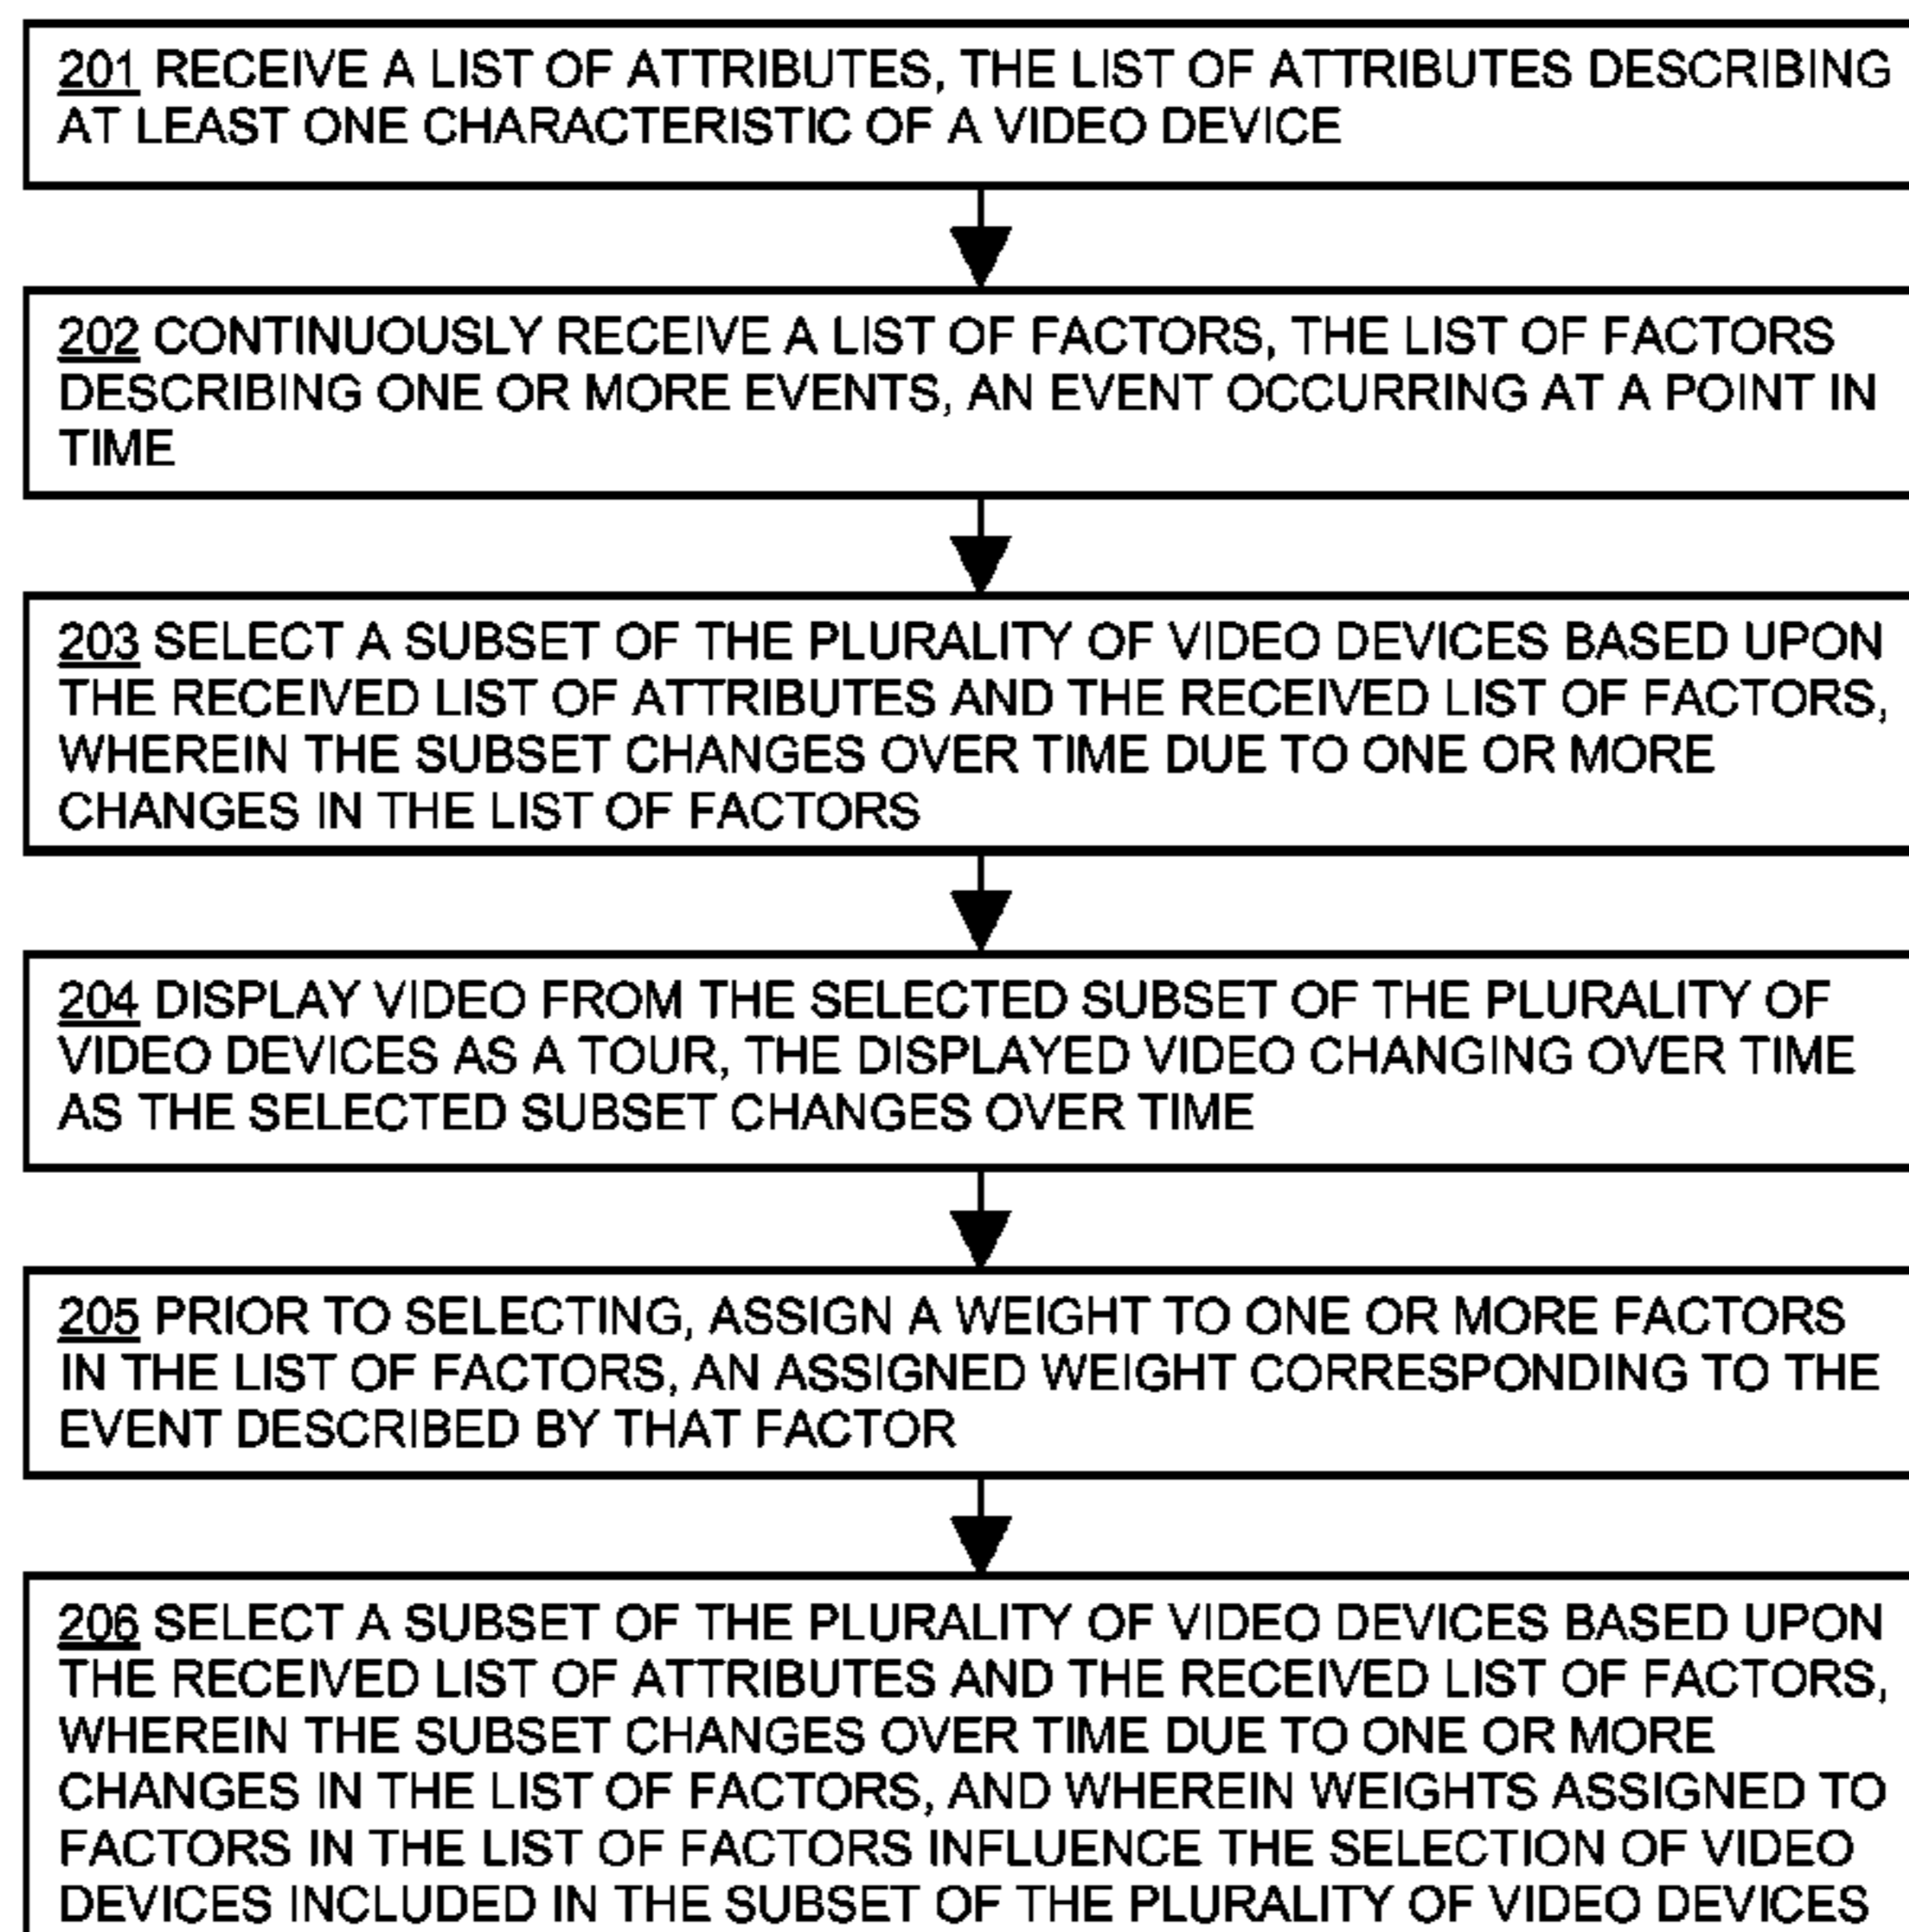 201 RECEIVE A LIST OF ATTRIBUTES, THE LIST OF ATTRIBUTES DESCRIBING
AT LEAST ONE CHARACTERISTIC OF A VIDEO DEVICE
202 CONTINUOUSLY RECEIVE A LIST OF FACTORS, THE LIST OF FACTORS
DESCRIBING ONE OR MORE EVENTS, AN EVENT OCCURRING AT A POINT IN
TIME
203 SELECT A SUBSET OF THE PLURALITY OF VIDEO DEVICES BASED UPON
THE RECEIVED LIST OF ATTRIBUTES AND THE RECEIVED LIST OF FACTORS,
WHEREIN THE SUBSET CHANGES OVER TIME DUE TO ONE OR MORE
CHANGES IN THE LIST OF FACTORS
204 DISPLAY VIDEO FROM THE SELECTED SUBSET OF THE PLURALITY OF
VIDEO DEVICES AS A TOUR, THE DISPLAYED VIDEO CHANGING OVER TIME
AS THE SELECTED SUBSET CHANGES OVER TIME
205 PRIOR TO SELECTING, ASSIGN A WEIGHT TO ONE OR MORE FACTORS
IN THE LIST OF FACTORS, AN ASSIGNED WEIGHT CORRESPONDING TO THE
EVENT DESCRIBED BY THAT FACTOR
206 SELECT A SUBSET OF THE PLURALITY OF VIDEO DEVICES BASED UPON
THE RECEIVED LIST OF ATTRIBUTES AND THE RECEIVED LIST OF FACTORS,
WHEREIN THE SUBSET CHANGES OVER TIME DUE TO ONE OR MORE
CHANGES IN THE LIST OF FACTORS, AND WHEREIN WEIGHTS ASSIGNED TO
FACTORS IN THE LIST OF FACTORS INFLUENCE THE SELECTION OF VIDEO
DEVICES INCLUDED IN THE SUBSET OF THE PLURALITY OF VIDEO DEVICES